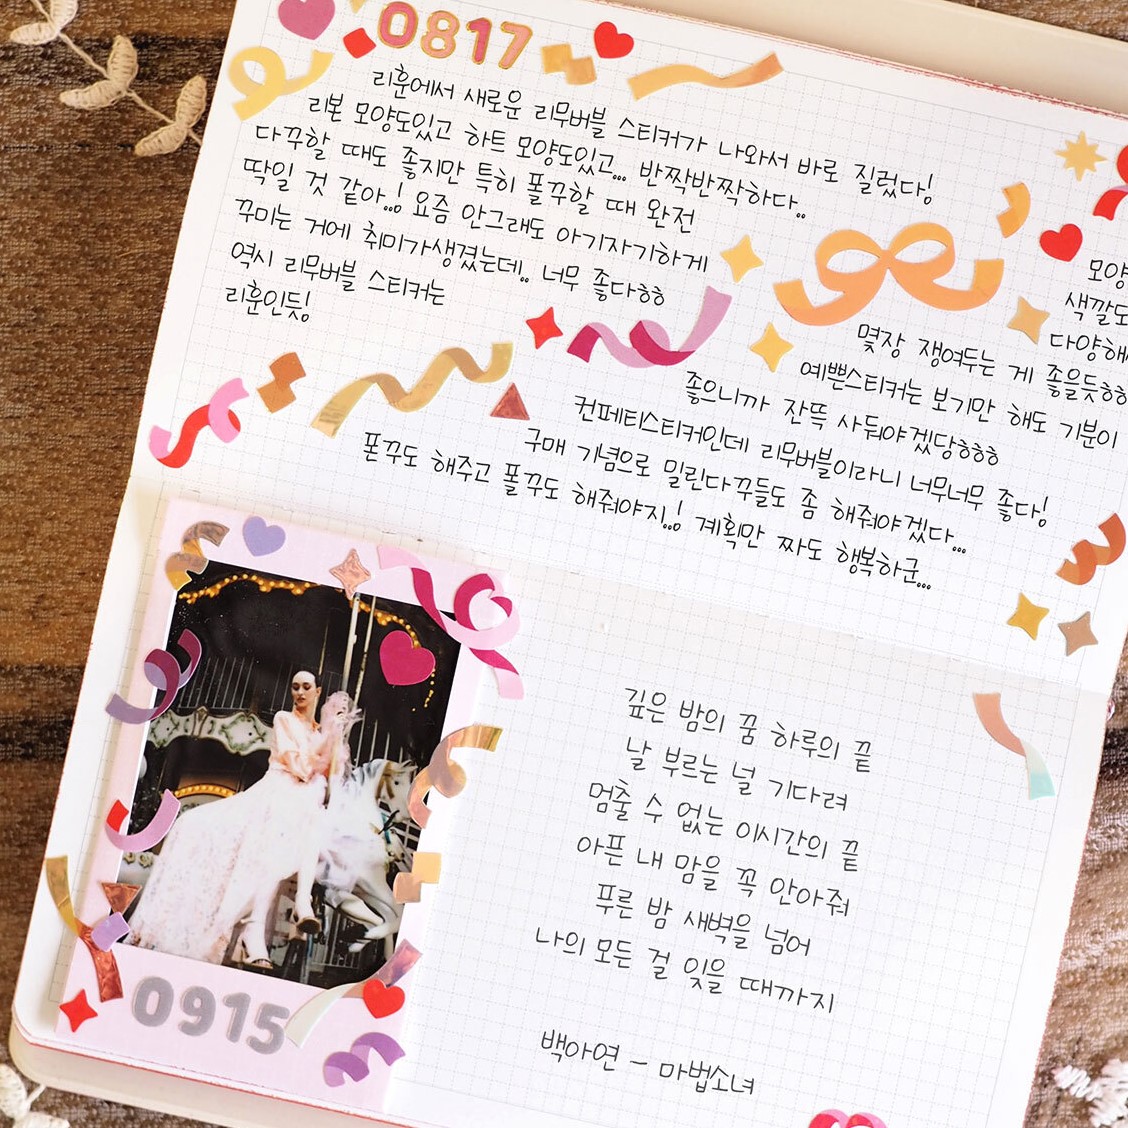 0817
리훈에서 새로운 리무버블 스티커가 나와서 바로 질렀다!
리본 모양도있고 하트 모양도있고... 반짝반짝하다..
다꾸할 때도 좋지만 특히 폴꾸할 때 완전
딱일 것 같아..! 요즘 안그래도 아기자기하게
꾸미는 거에 취미가생겼는데.. 너무 좋다ㅎㅎ
역시 리무버블 스티커는
리훈인듯!
모양
색깔도
다양해
몇장 쟁여두는 게 좋을듯ㅎㅎ
예쁜스티커는 보기만 해도 기분이
좋으니까 잔뜩 사둬야겠당ㅎㅎㅎ
컨페티스티커인데 리무버블이라니 너무너무 좋다!
구매 기념으로 밀린다꾸들도 좀 해줘야겠다...
폰꾸도 해주고 폴꾸도 해줘야지..! 계획만 짜도 행복하군...
0915
깊은 밤의 꿈 하루의 끝
날 부르는 널 기다려
멈출 수 없는 이시간의 끝
아픈 내 맘을 꼭 안아줘
푸른 밤 새벽을 넘어
나의 모든 걸 잊을 때까지
백아연 - 마법소녀